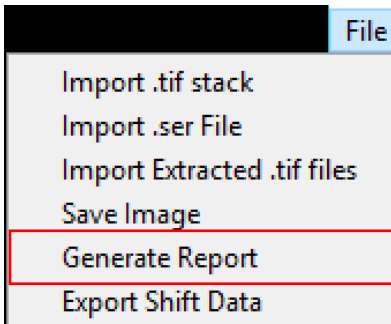 File
Import .tif stack
Import .ser File
Import Extracted .tif files
Save Image
Generate Report
Export Shift Data